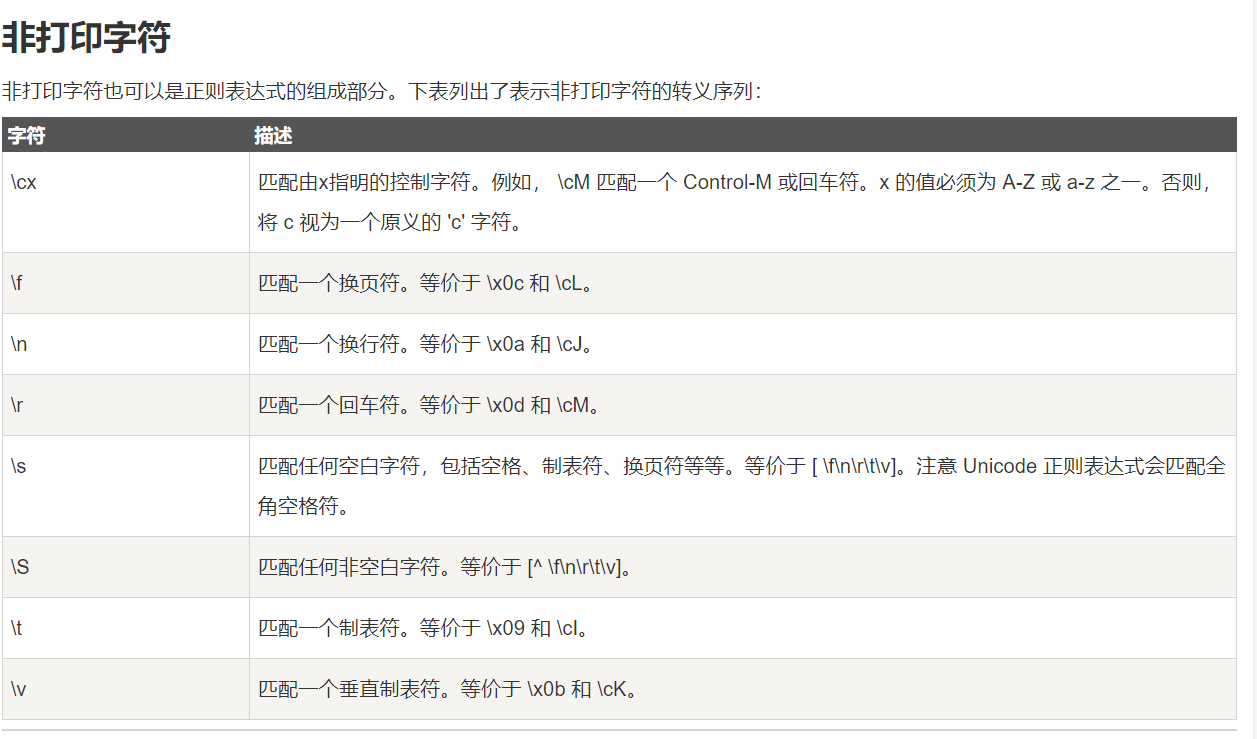 非打印字符
非打印字符也可以是正则表达式的组成部分。下表列出了表示非打印字符的转义序列：
字符 描述
\cx 匹配由x指明的控制字符。例如， \cM 匹配一个 Control-M 或回车符。x 的值必须为 A-Z 或 a-z 之一。否则，
将 c 视为一个原义的 'c' 字符。
\f 匹配一个换页符。等价于 \x0c 和 \cL。
\n 匹配一个换行符。等价于 \x0a 和 \cJ。
\r 匹配一个回车符。等价于 \x0d 和 \cM。
\s 匹配任何空白字符，包括空格、制表符、换页符等等。等价于 [ \f\n\r\t\v]。注意 Unicode 正则表达式会匹配全
角空格符。
\S 匹配任何非空白字符。等价于 [^ \f\n\r\t\v]。
\t 匹配一个制表符。等价于 \x09 和 \cI。
\v 匹配一个垂直制表符。等价于 \x0b 和 \cK。